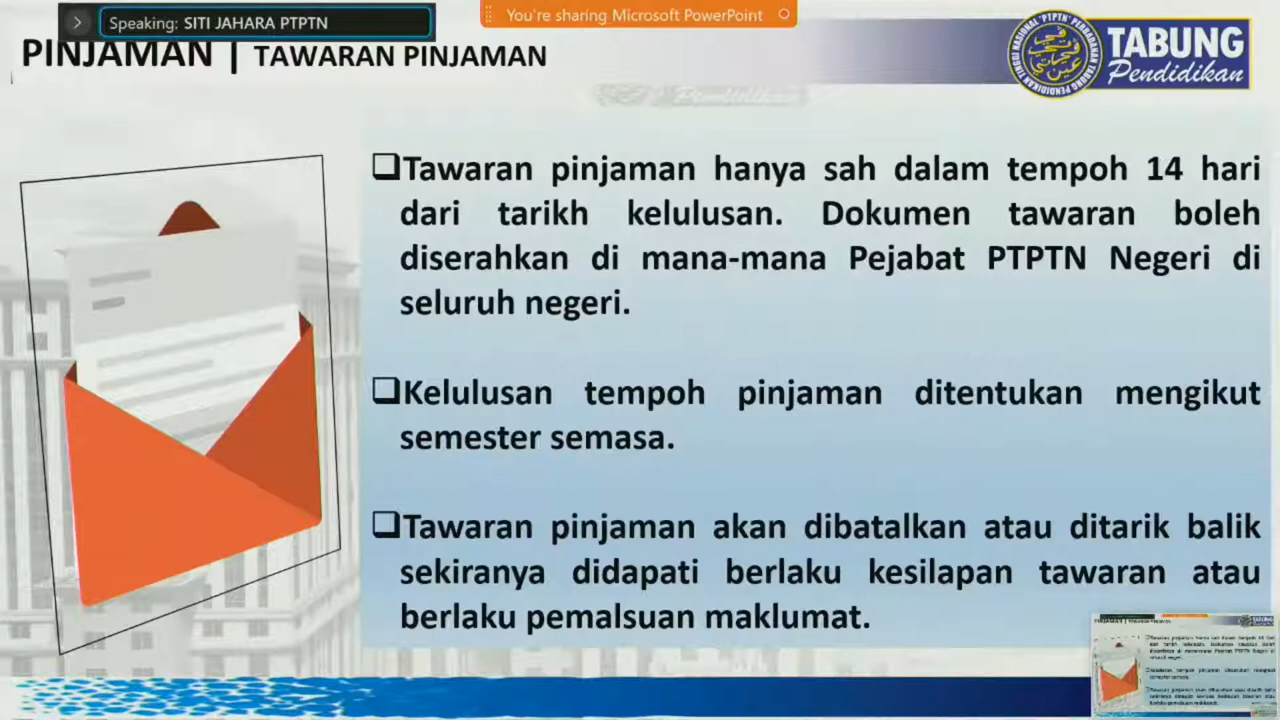 Speaking: SITI JAHARA PTPTN
You're sharing Microsoft PowerPoint
PINJAMAN | TAWARAN PINJAMAN
TABUNG
Pendidikan
❑Tawaran pinjaman hanya sah dalam tempoh 14 hari
dari tarikh kelulusan. Dokumen tawaran boleh
diserahkan di mana-mana Pejabat PTPTN Negeri di
seluruh negeri.
❑Kelulusan tempoh pinjaman ditentukan mengikut
semester semasa.
❑Tawaran pinjaman akan dibatalkan atau ditarik balik
sekiranya didapati berlaku kesilapan tawaran atau
berlaku pemalsuan maklumat.